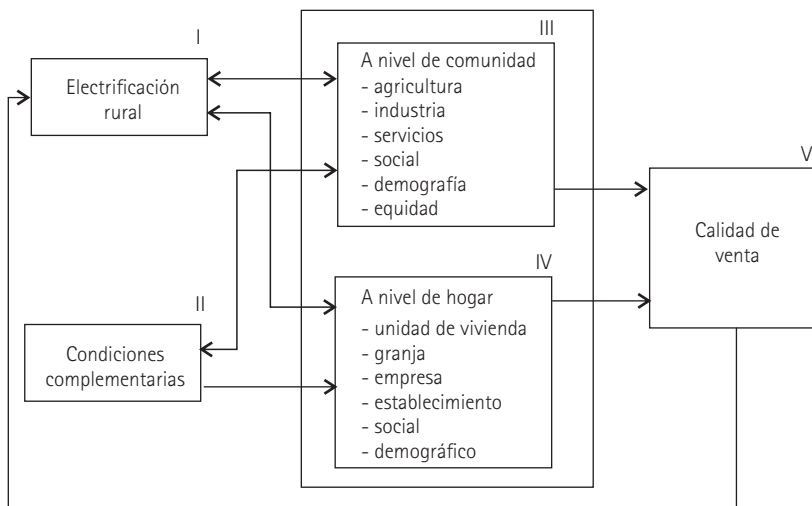 I
Electrificación
rural
II
Condiciones
complementarias
III
A nivel de comunidad
- agricultura
- industria
- servicios
- social
- demografía
- equidad
IV
A nivel de hogar
- unidad de vivienda
- granja
- empresa
- establecimiento
- social
- demográfico
V
Calidad de
venta